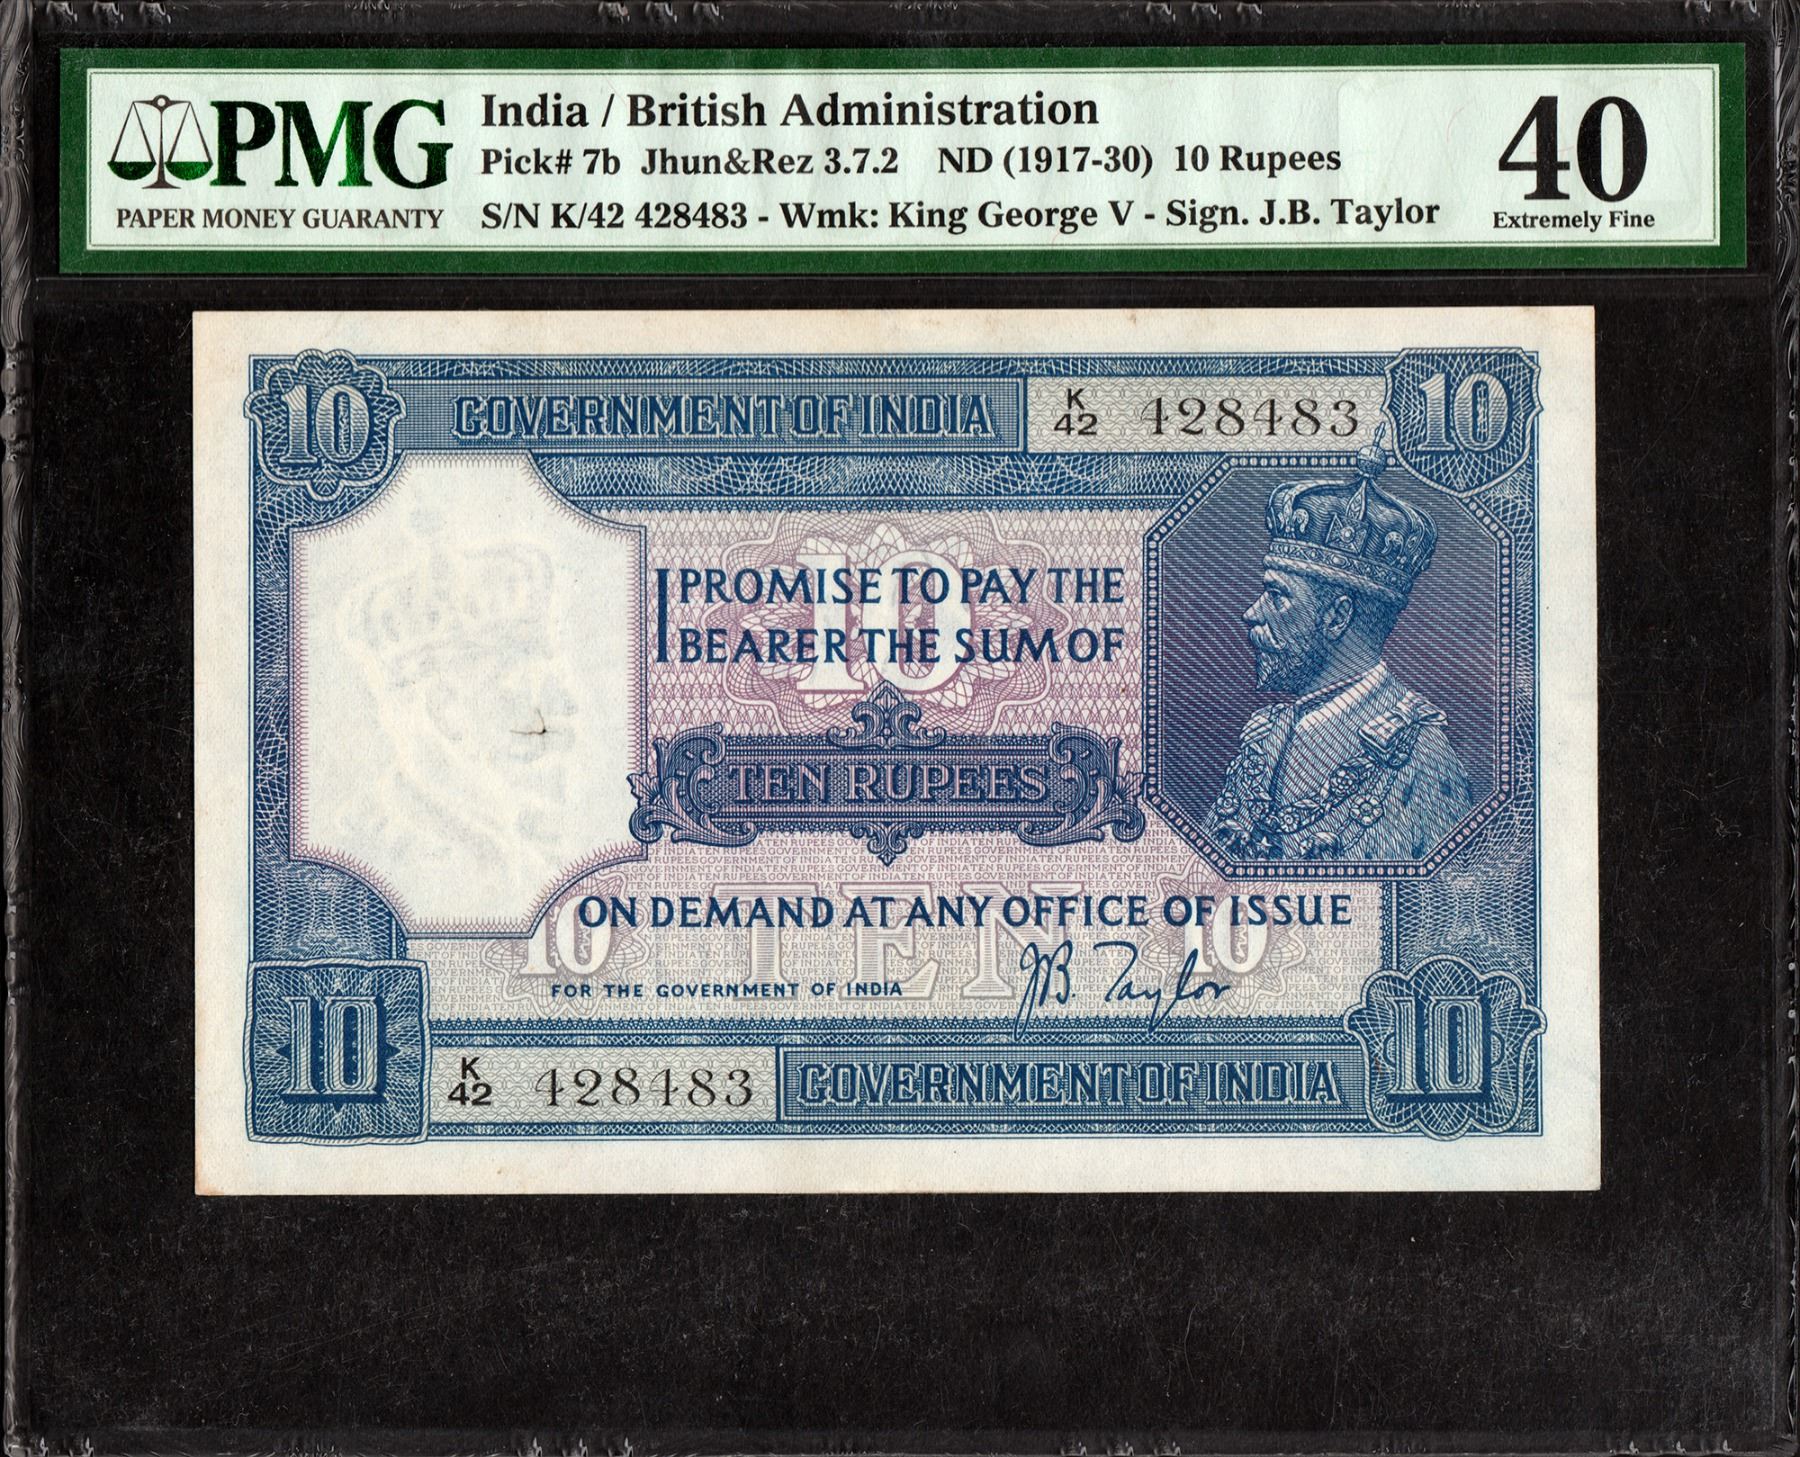 PMG
PAPER MONEY GUARANTY
India / British Administration
Pick# 7b Jhun&Rez 3.7.2 ND (1917-30) 10 Rupees
S/N K/42 428483 - Wmk: King George V - Sign. J.B. Taylor
40
Extremely Fine
10
GOVERNMENT OF INDIA
K/42 428483
10
10
I PROMISE TO PAY THE
BEARER THE SUM OF
TEN RUPEES
ON DEMAND AT ANY OFFICE OF ISSUE
10 TEN 10
FOR THE GOVERNMENT OF INDIA
JB. Taylor
10
K/42 428483
GOVERNMENT OF INDIA
10